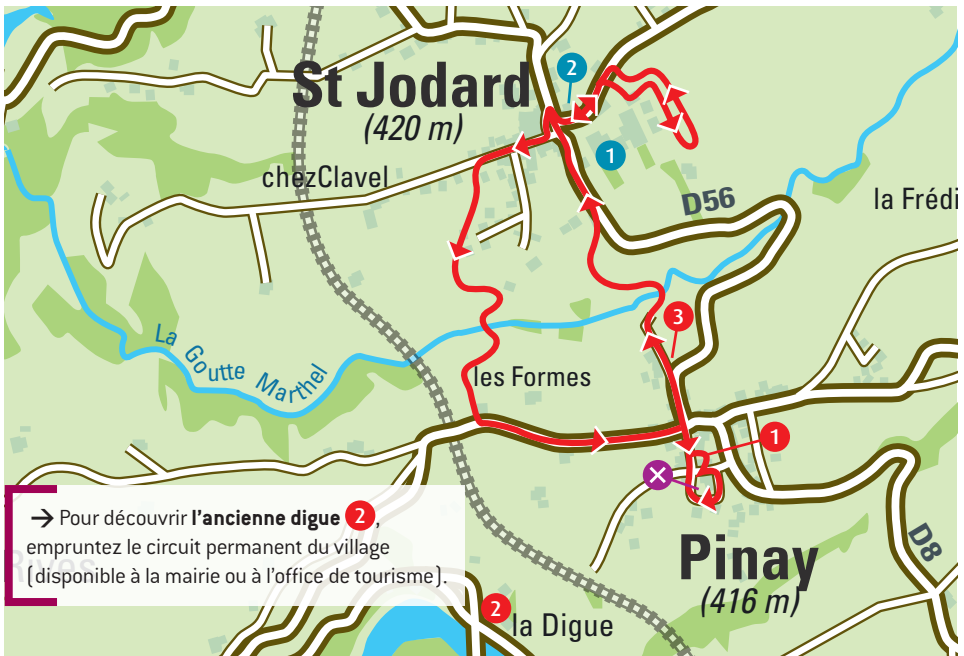 St Jodard
(420 m)
2
1
chezClavel
D56
la Frédi
3
La Goutte Marthel
les Formes
1
→ Pour découvrir l'ancienne digue 2,
empruntez le circuit permanent du village
(disponible à la mairie ou à l'office de tourisme).
Rives
Pinay
(416 m)
D8
2
la Digue